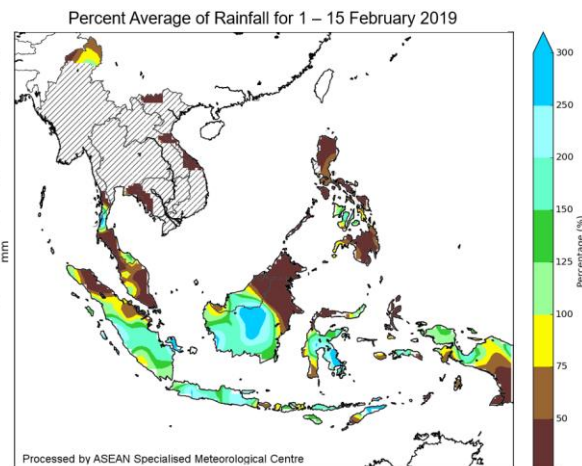 Percent Average of Rainfall for 1 – 15 February 2019
mm
300
250
200
150
125
100
75
50
Percentage (%)
Processed by ASEAN Specialised Meteorological Centre